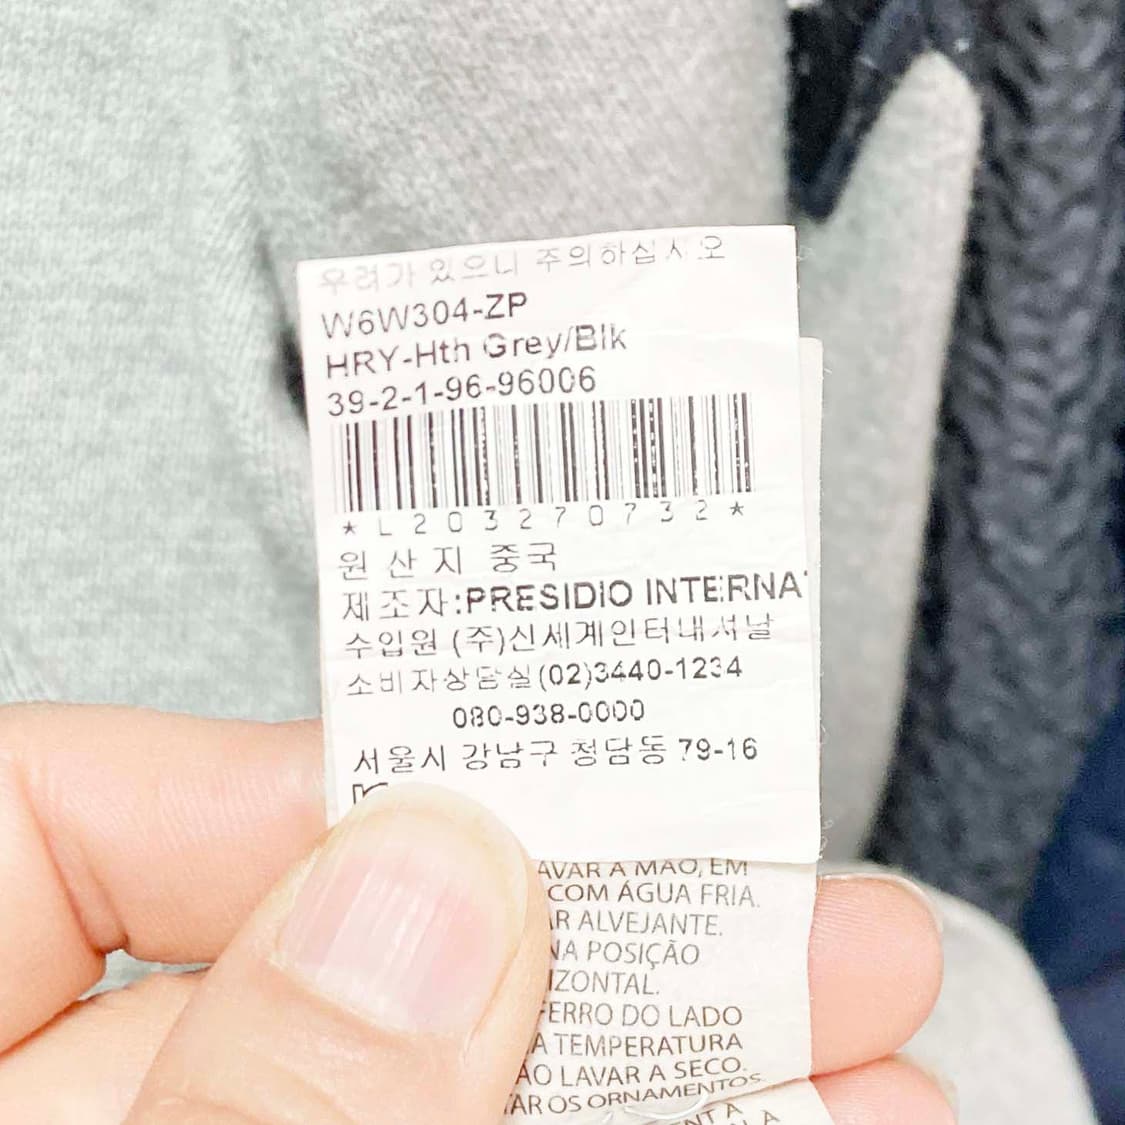 우려가 있으니 주의하십시오
W6W304-ZP
HRY-Hth Grey/Blk
39-2-1-96-96006
*L203270732*
원산지 중국
제조자:PRESIDIO INTERNA
수입원 (주)신세계인터내셔날
소비자상담실(02)3440-1234
080-938-0000
서울시 강남구 청담동 79-16
AVAR A MÃO, EM
COM ÁGUA FRIA.
AR ALVEJANTE.
NA POSIÇÃO
IZONTAL.
FERRO DO LADO
A TEMPERATURA
ÃO LAVAR A SECO.
TAR OS ORNAMENTOS